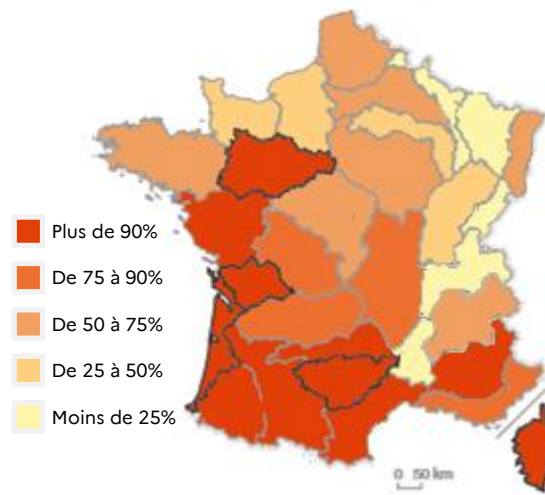 Plus de 90%
De 75 à 90%
De 50 à 75%
De 25 à 50%
Moins de 25%
0 50 km